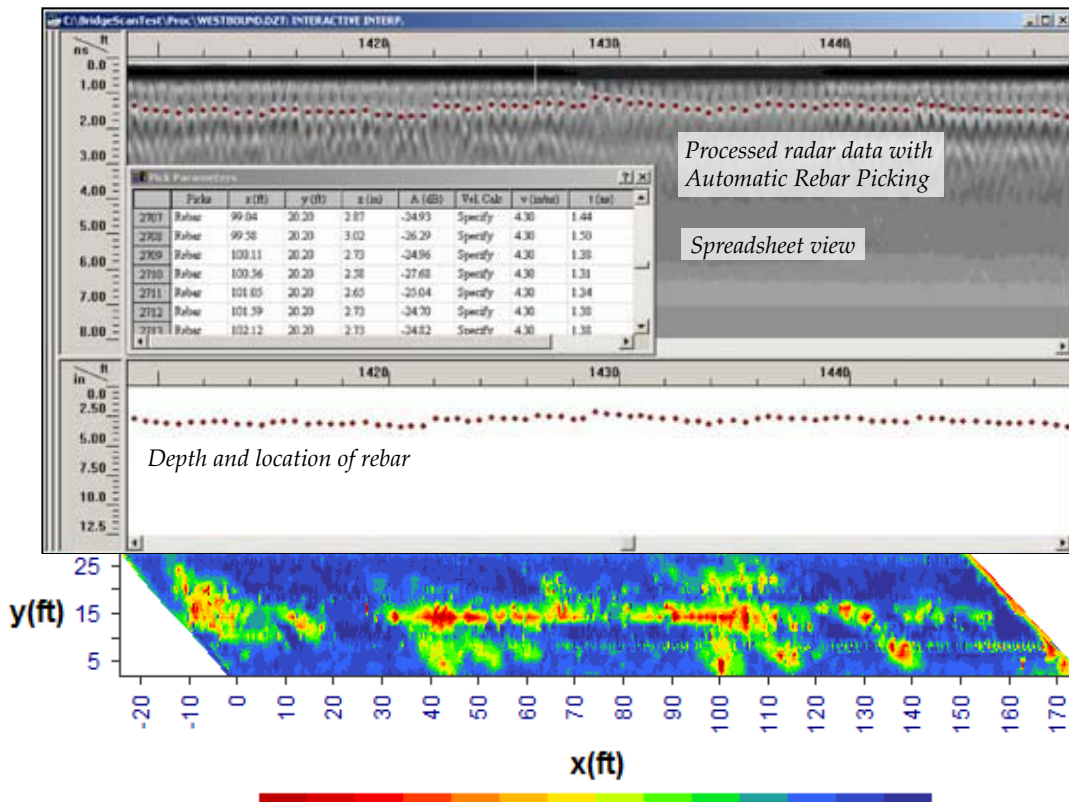 C:\BridgeScanTest\Proc\WESTBOUND.DZT: INTERACTIVE INTERP.
ft
ns
1420 1430 1440
0.0
1.00
2.00
3.00
4.00
5.00
6.00
7.00
8.00
Processed radar data with
Automatic Rebar Picking
Spreadsheet view
Pick Parameters
Picks x (ft) y (ft) z (in) A (dB) Vel. Calc v (in/ns) t (ns)
2707 Rebar 99.04 20.20 2.87 -24.93 Specify 4.30 1.44
2708 Rebar 99.58 20.20 3.02 -26.29 Specify 4.30 1.50
2709 Rebar 100.11 20.20 2.73 -24.96 Specify 4.30 1.38
2710 Rebar 100.56 20.20 2.58 -27.68 Specify 4.30 1.31
2711 Rebar 101.05 20.20 2.65 -25.04 Specify 4.30 1.34
2712 Rebar 101.59 20.20 2.73 -24.70 Specify 4.30 1.38
2713 Rebar 102.12 20.20 2.73 -24.82 Specify 4.30 1.38
ft
in
1420 1430 1440
0.0
2.50
5.00
7.50
10.0
12.5
Depth and location of rebar
25
15
5
y(ft)
-20 -10 0 10 20 30 40 50 60 70 80 90 100 110 120 130 140 150 160 170
x(ft)